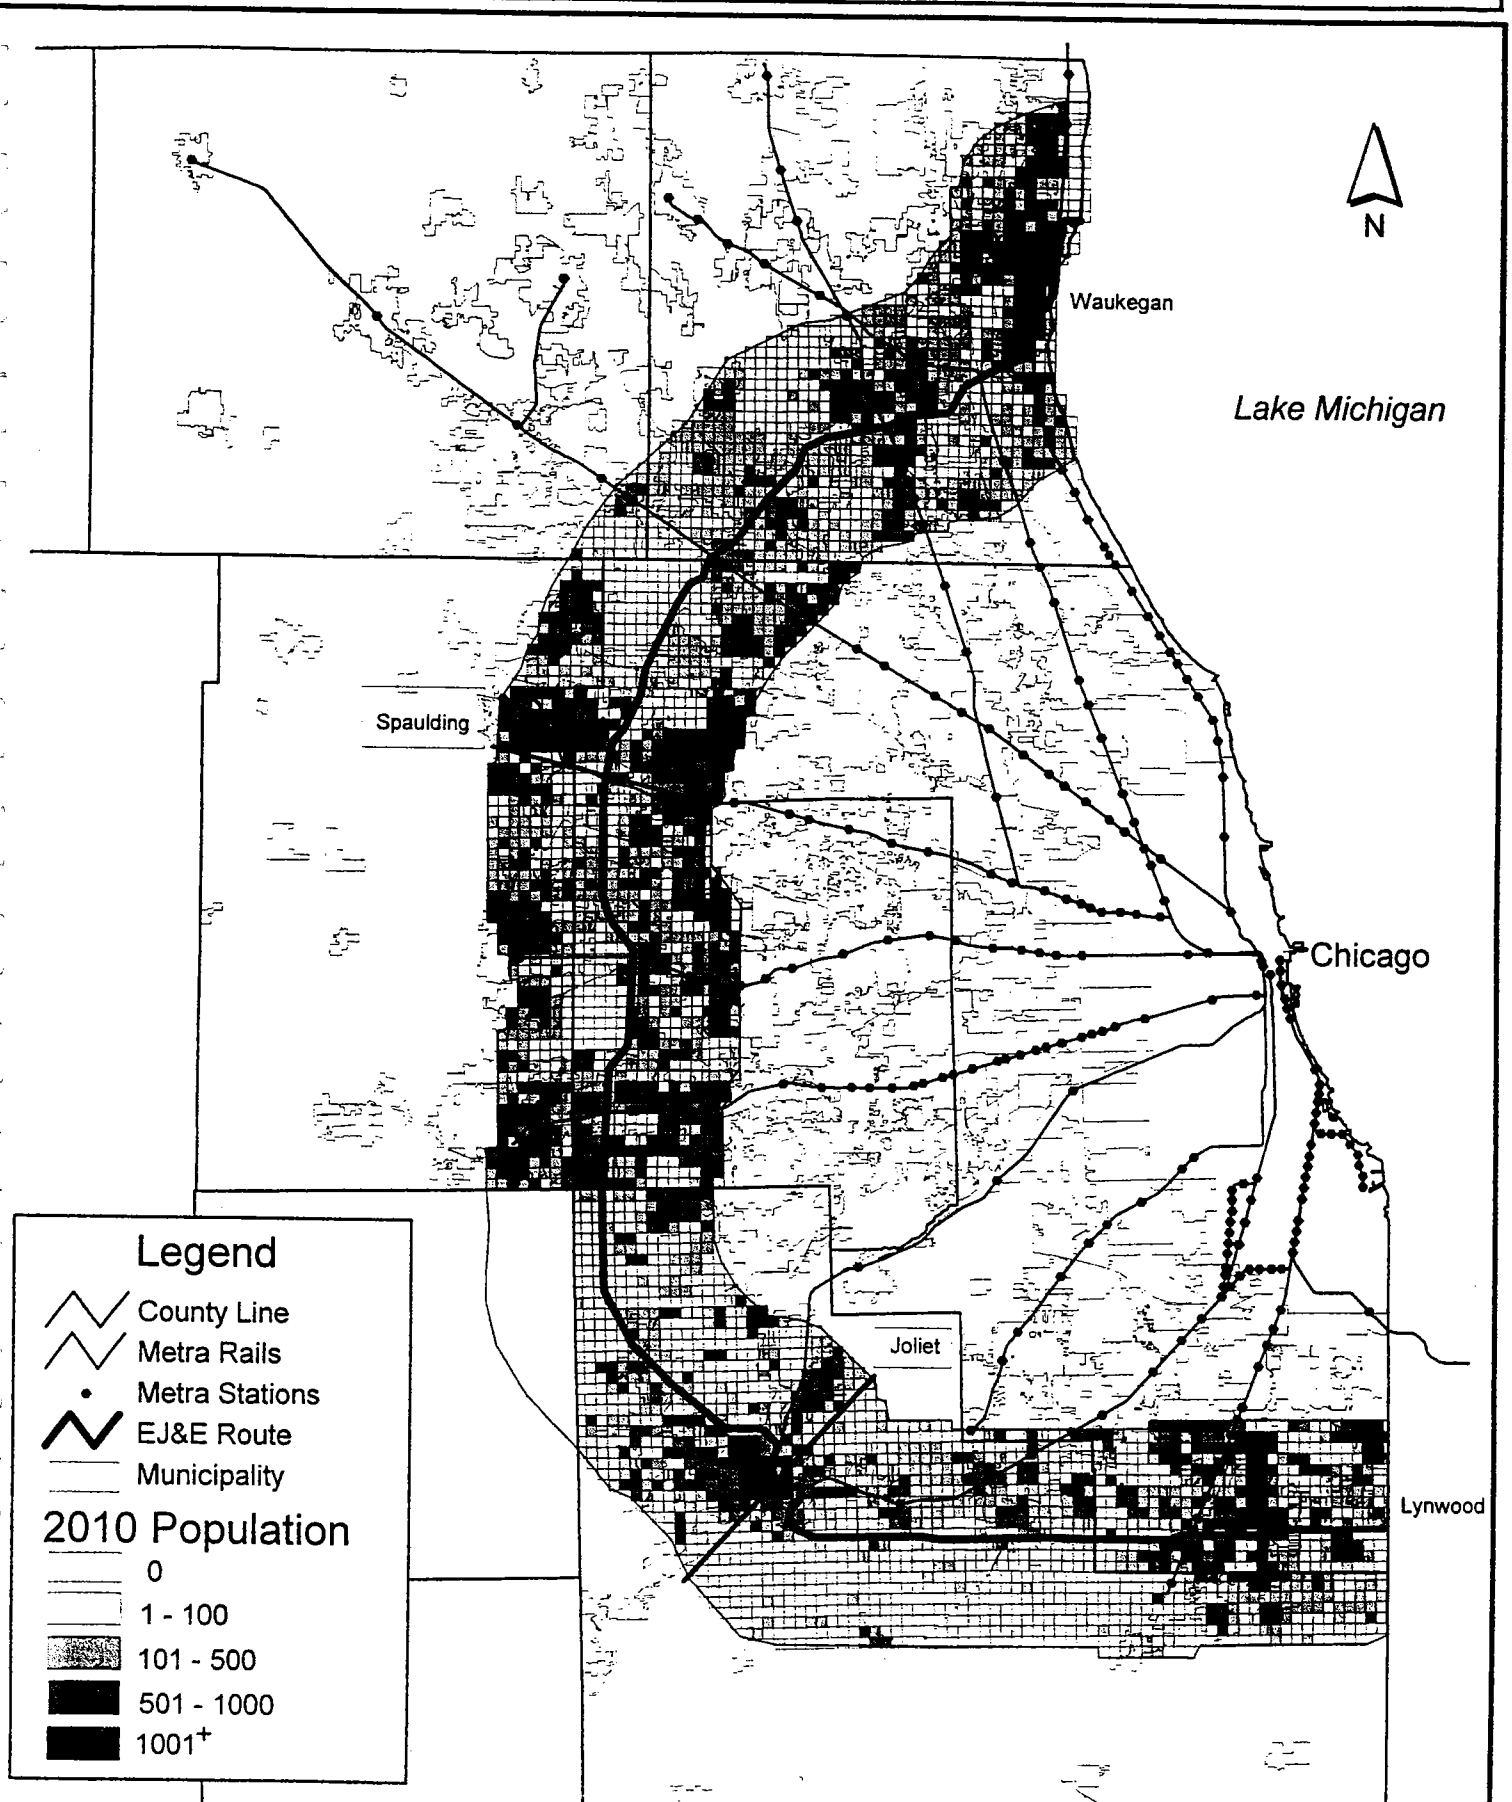 N
Waukegan
Lake Michigan
Spaulding
Chicago
Joliet
Lynwood
Legend
County Line
Metra Rails
Metra Stations
EJ&E Route
Municipality
2010 Population
0
1 - 100
101 - 500
501 - 1000
1001+